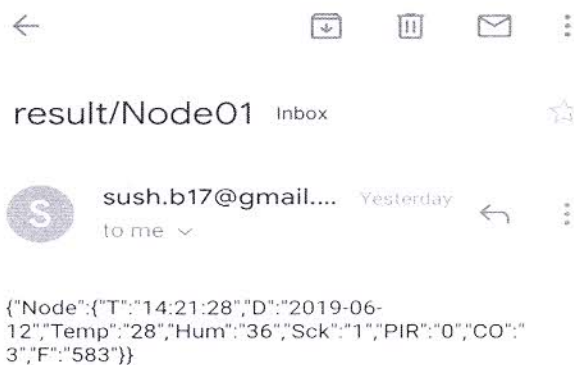 result/Node01 Inbox
S
sush.b17@gmail.... Yesterday
to me
{"Node":{"T":"14:21:28","D":"2019-06-
12","Temp":"28","Hum":"36","Sck":"1","PIR":"0","CO":"
3","F":"583"}}